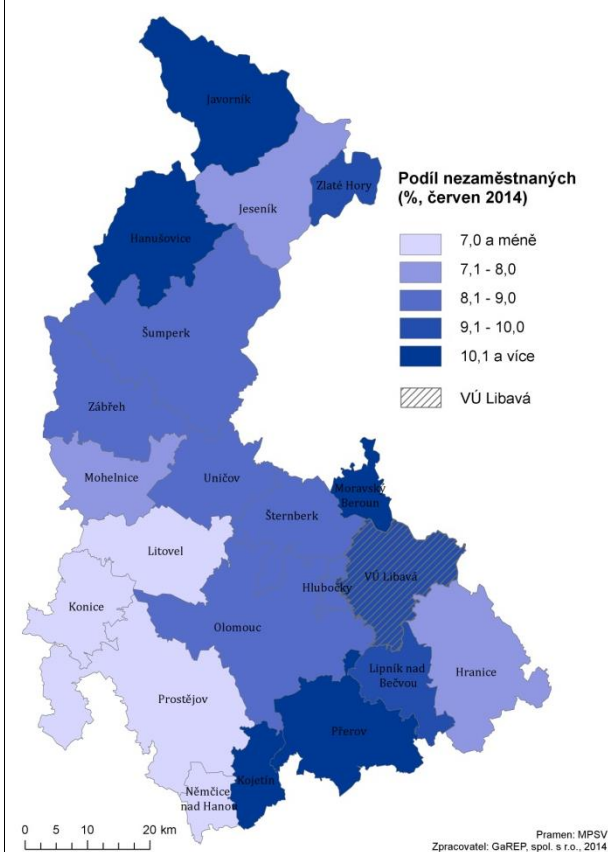 Javorník
Zlaté Hory
Jeseník
Hanušovice
Šumperk
Zábřeh
Mohelnice
Uničov
Moravský
Beroun
Šternberk
Litovel
VÚ Libavá
Hlubočky
Konice
Olomouc
Lipník nad
Bečvou
Hranice
Prostějov
Přerov
Kojetín
Němčice
nad Hanou
Podíl nezaměstnaných
(%, červen 2014)
7,0 a méně
7,1 - 8,0
8,1 - 9,0
9,1 - 10,0
10,1 a více
VÚ Libavá
0 5 10 20 km
Pramen: MPSV
Zpracovatel: GaREP, spol. s r.o., 2014